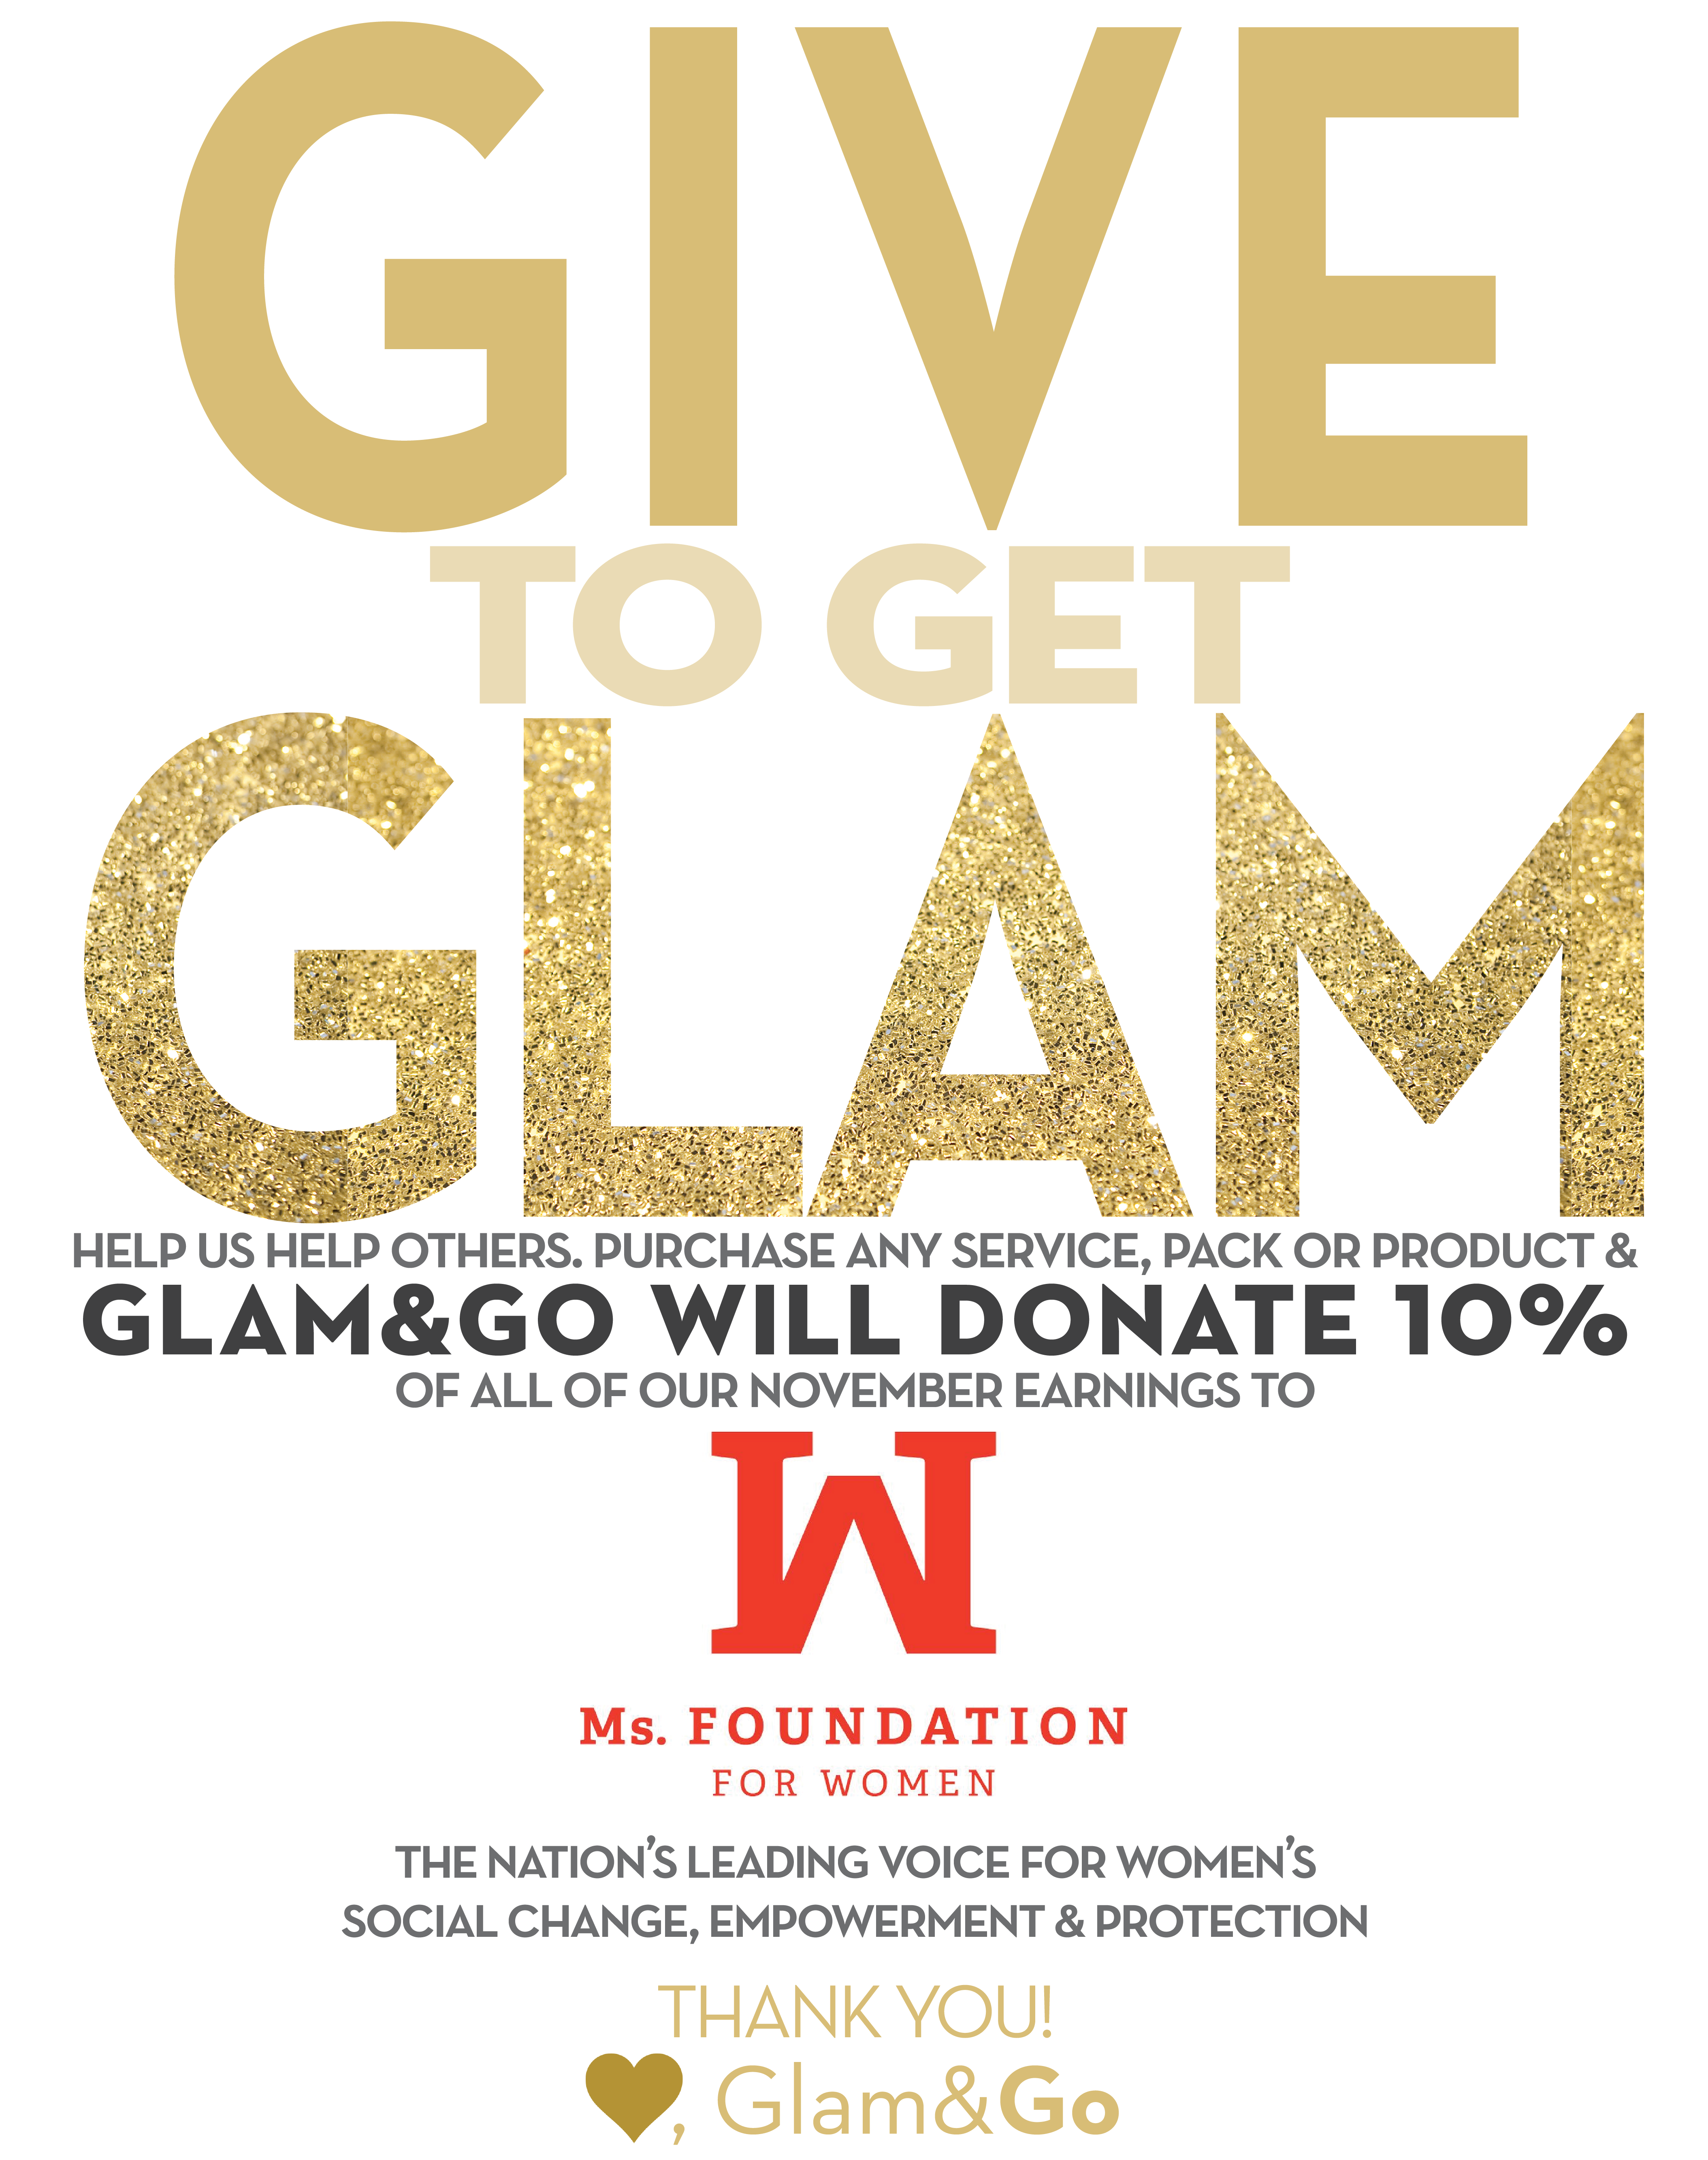 GIVE
TO GET
GLAM
HELP US HELP OTHERS. PURCHASE ANY SERVICE, PACK OR PRODUCT &
GLAM&GO WILL DONATE 10%
OF ALL OF OUR NOVEMBER EARNINGS TO
W
Ms. FOUNDATION
FOR WOMEN
THE NATION'S LEADING VOICE FOR WOMEN'S
SOCIAL CHANGE, EMPOWERMENT & PROTECTION
THANK YOU!
♥, Glam&Go